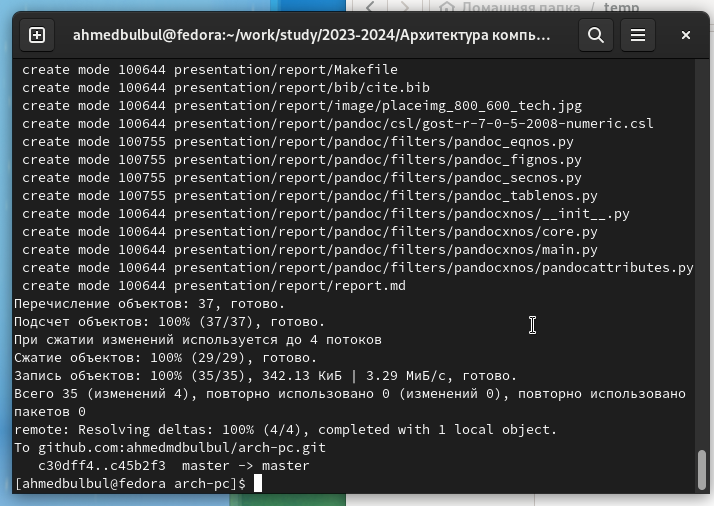 Домашняя папка / temp
ahmedbulbul@fedora:~/work/study/2023-2024/Архитектура компь...
create mode 100644 presentation/report/Makefile
create mode 100644 presentation/report/bib/cite.bib
create mode 100644 presentation/report/image/placeimg_800_600_tech.jpg
create mode 100644 presentation/report/pandoc/csl/gost-r-7-0-5-2008-numeric.csl
create mode 100755 presentation/report/pandoc/filters/pandoc_eqnos.py
create mode 100755 presentation/report/pandoc/filters/pandoc_fignos.py
create mode 100755 presentation/report/pandoc/filters/pandoc_secnos.py
create mode 100755 presentation/report/pandoc/filters/pandoc_tablenos.py
create mode 100644 presentation/report/pandoc/filters/pandocxnos/__init__.py
create mode 100644 presentation/report/pandoc/filters/pandocxnos/core.py
create mode 100644 presentation/report/pandoc/filters/pandocxnos/main.py
create mode 100644 presentation/report/pandoc/filters/pandocxnos/pandocattributes.py
create mode 100644 presentation/report/report.md
Перечисление объектов: 37, готово.
Подсчет объектов: 100% (37/37), готово.
При сжатии изменений используется до 4 потоков
Сжатие объектов: 100% (29/29), готово.
Запись объектов: 100% (35/35), 342.13 КиБ | 3.29 МиБ/с, готово.
Всего 35 (изменений 4), повторно использовано 0 (изменений 0), повторно использовано
пакетов 0
remote: Resolving deltas: 100% (4/4), completed with 1 local object.
To github.com:ahmedmdbulbul/arch-pc.git
c30dff4..c45b2f3  master -> master
[ahmedbulbul@fedora arch-pc]$